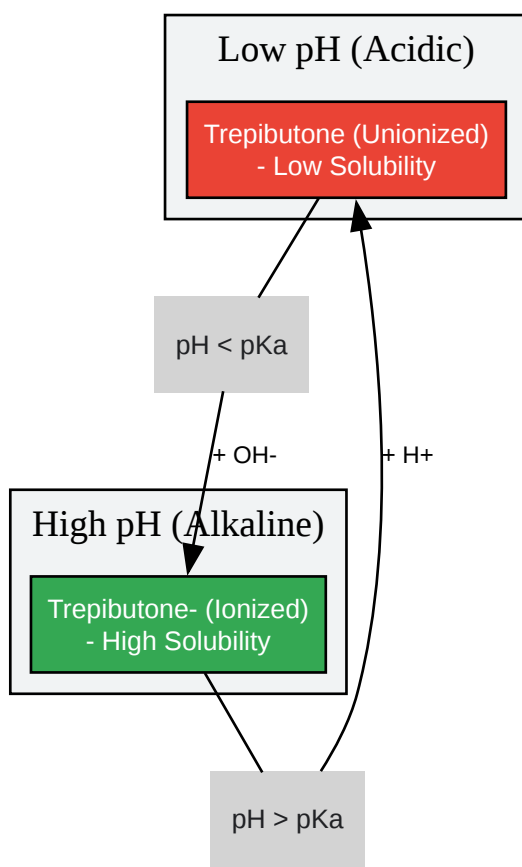 Low pH (Acidic)
Trepibutone (Unionized)
- Low Solubility
pH < pKa
+ OH-
+ H+
High pH (Alkaline)
Trepibutone- (Ionized)
- High Solubility
pH > pKa